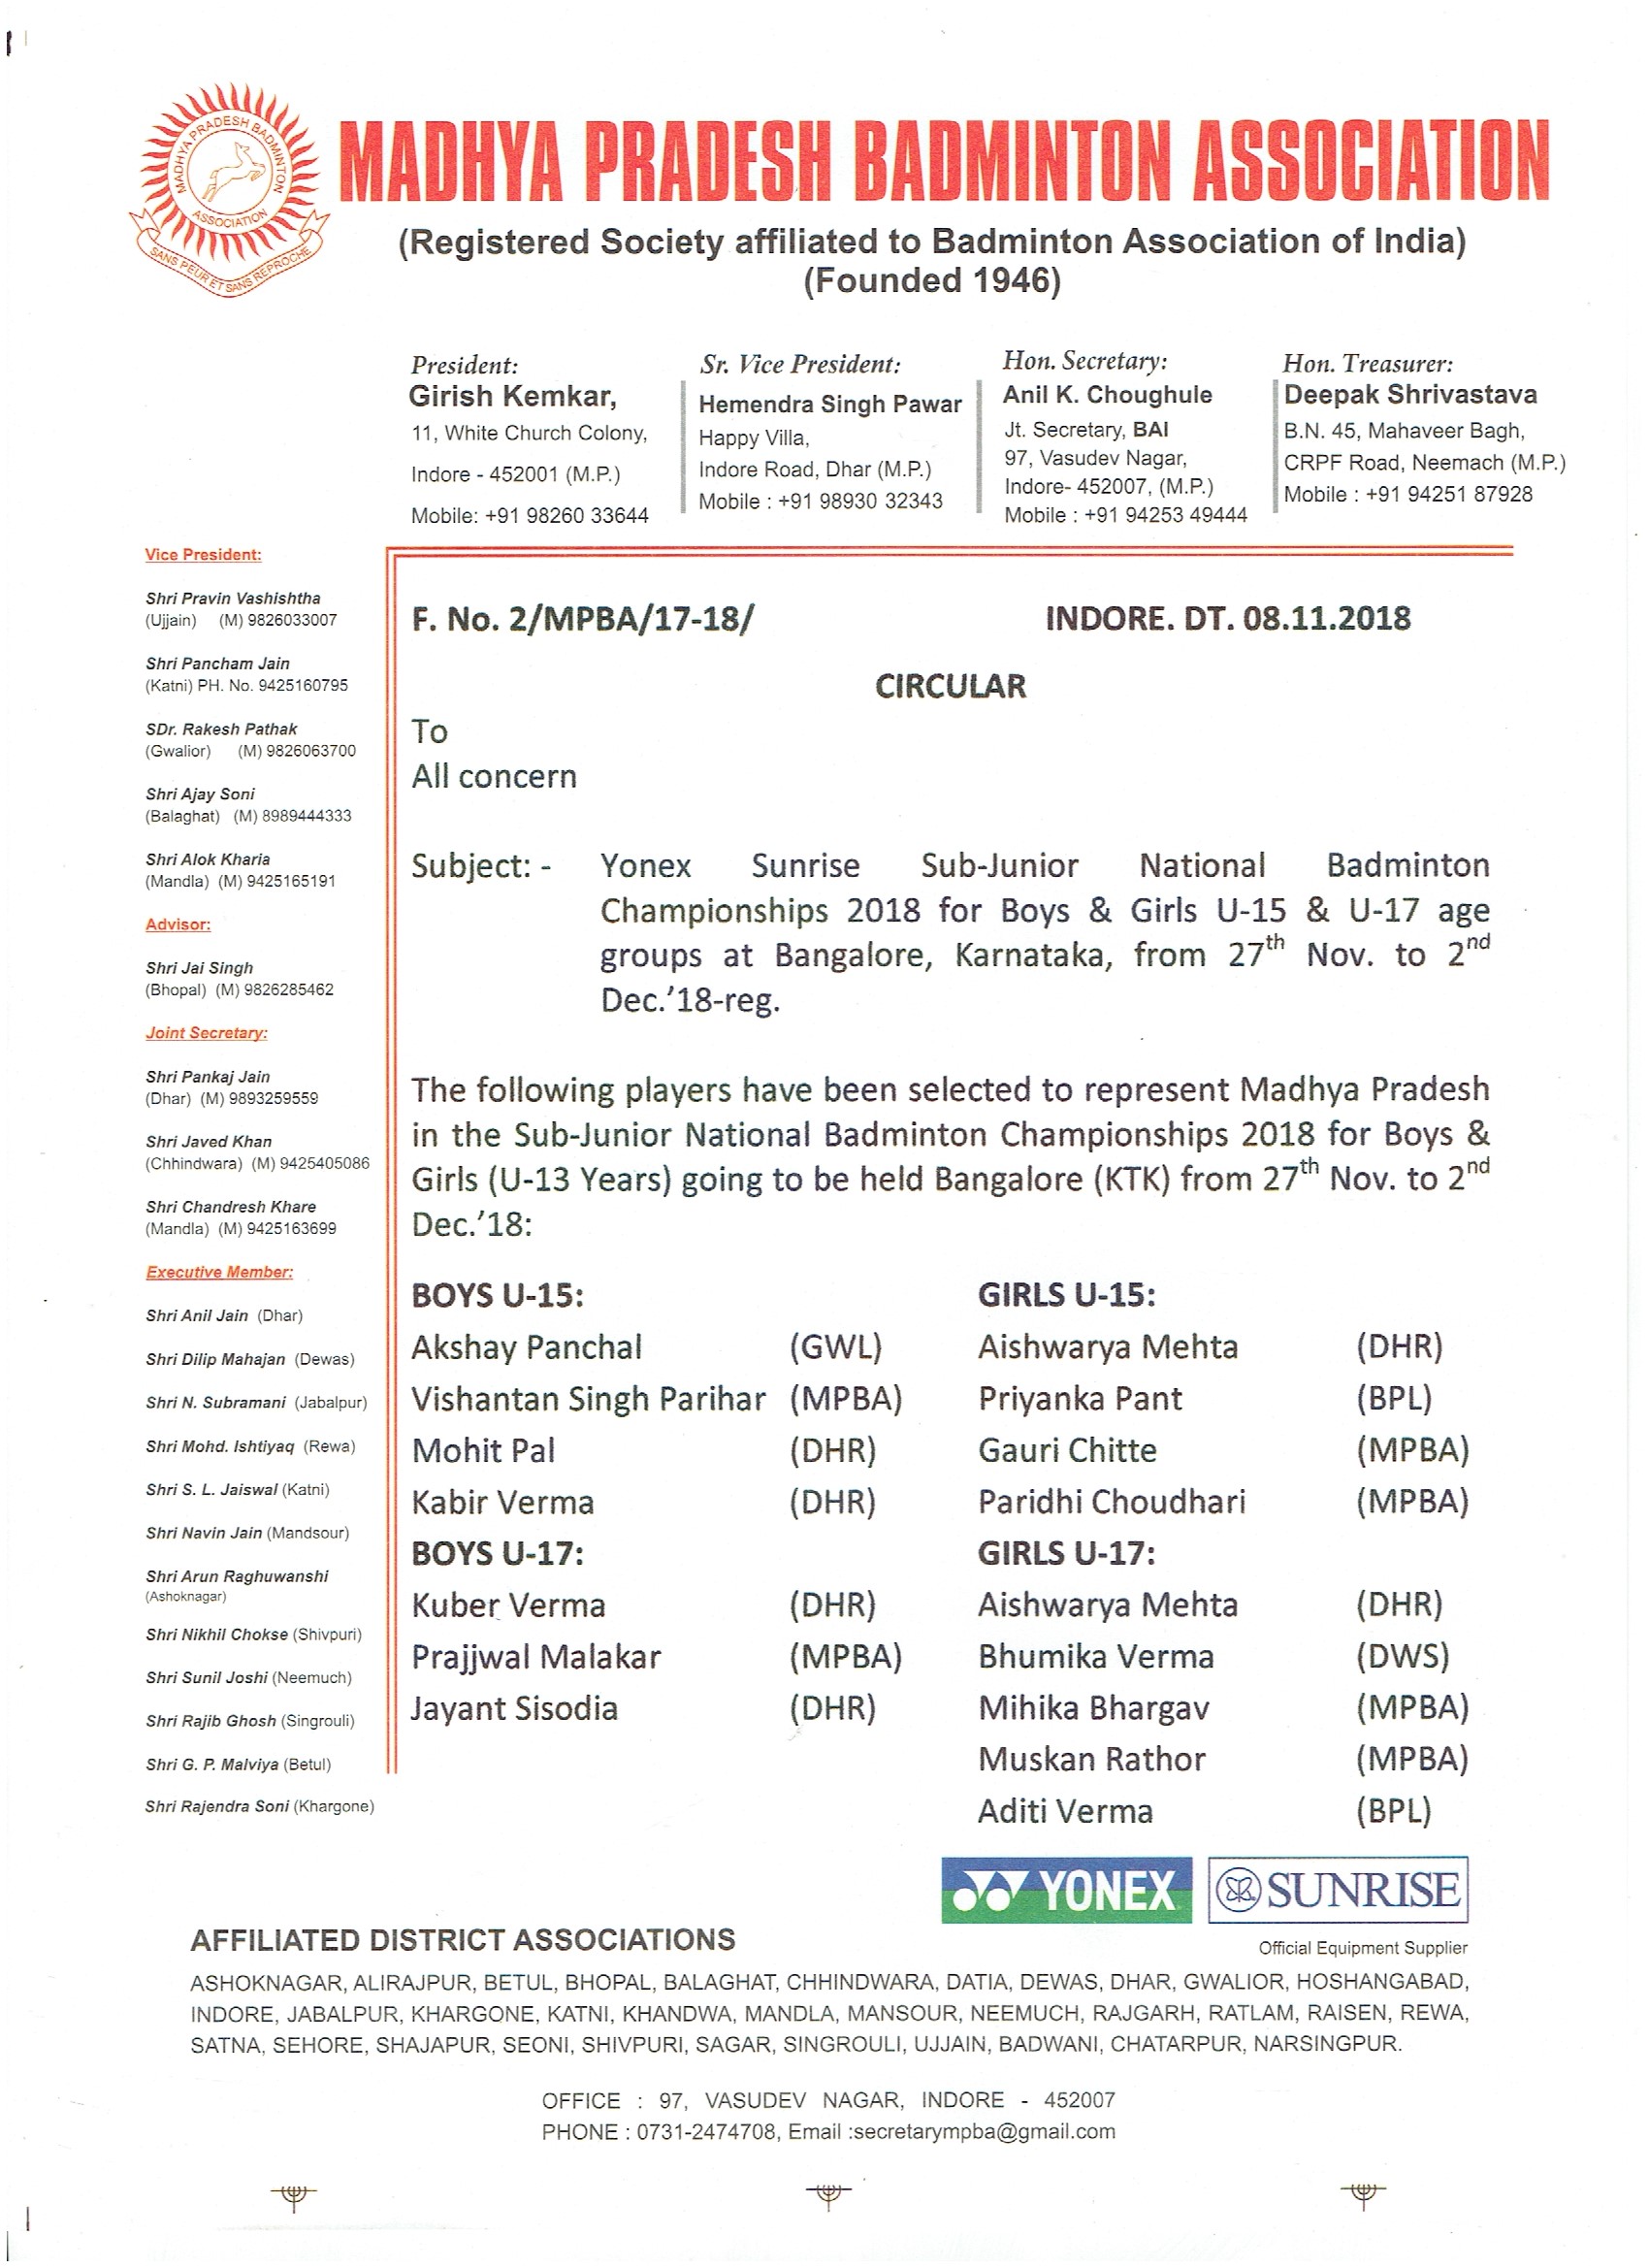 MADHYA PRADESH BADMINTON ASSOCIATION
SANS PEUR ET SANS REPROCHE
MADHYA PRADESH BADMINTON ASSOCIATION
(Registered Society affiliated to Badminton Association of India)
(Founded 1946)
President:
Girish Kemkar,
11, White Church Colony,
Indore - 452001 (M.P.)
Mobile: +91 98260 33644
Sr. Vice President:
Hemendra Singh Pawar
Happy Villa,
Indore Road, Dhar (M.P.)
Mobile : +91 98930 32343
Hon. Secretary:
Anil K. Choughule
Jt. Secretary, BAI
97, Vasudev Nagar,
Indore- 452007, (M.P.)
Mobile : +91 94253 49444
Hon. Treasurer:
Deepak Shrivastava
B.N. 45, Mahaveer Bagh,
CRPF Road, Neemach (M.P.)
Mobile : +91 94251 87928
Vice President:
Shri Pravin Vashishtha
(Ujjain) (M) 9826033007
Shri Pancham Jain
(Katni) PH. No. 9425160795
SDr. Rakesh Pathak
(Gwalior) (M) 9826063700
Shri Ajay Soni
(Balaghat) (M) 8989444333
Shri Alok Kharia
(Mandla) (M) 9425165191
Advisor:
Shri Jai Singh
(Bhopal) (M) 9826285462
Joint Secretary:
Shri Pankaj Jain
(Dhar) (M) 9893259559
Shri Javed Khan
(Chhindwara) (M) 9425405086
Shri Chandresh Khare
(Mandla) (M) 9425163699
Executive Member:
Shri Anil Jain (Dhar)
Shri Dilip Mahajan (Dewas)
Shri N. Subramani (Jabalpur)
Shri Mohd. Ishtiyaq (Rewa)
Shri S. L. Jaiswal (Katni)
Shri Navin Jain (Mandsour)
Shri Arun Raghuwanshi
(Ashoknagar)
Shri Nikhil Chokse (Shivpuri)
Shri Sunil Joshi (Neemuch)
Shri Rajib Ghosh (Singrouli)
Shri G. P. Malviya (Betul)
Shri Rajendra Soni (Khargone)
F. No. 2/MPBA/17-18/ INDORE. DT. 08.11.2018
CIRCULAR
To
All concern
Subject: - Yonex Sunrise Sub-Junior National Badminton
Championships 2018 for Boys & Girls U-15 & U-17 age
groups at Bangalore, Karnataka, from 27th Nov. to 2nd
Dec.'18-reg.
The following players have been selected to represent Madhya Pradesh
in the Sub-Junior National Badminton Championships 2018 for Boys &
Girls (U-13 Years) going to be held Bangalore (KTK) from 27th Nov. to 2nd
Dec.'18:
BOYS U-15: GIRLS U-15:
Akshay Panchal (GWL) Aishwarya Mehta (DHR)
Vishantan Singh Parihar (MPBA) Priyanka Pant (BPL)
Mohit Pal (DHR) Gauri Chitte (MPBA)
Kabir Verma (DHR) Paridhi Choudhari (MPBA)
BOYS U-17: GIRLS U-17:
Kuber Verma (DHR) Aishwarya Mehta (DHR)
Prajjwal Malakar (MPBA) Bhumika Verma (DWS)
Jayant Sisodia (DHR) Mihika Bhargav (MPBA)
Muskan Rathor (MPBA)
Aditi Verma (BPL)
YONEX SUNRISE
Official Equipment Supplier
AFFILIATED DISTRICT ASSOCIATIONS
ASHOKNAGAR, ALIRAJPUR, BETUL, BHOPAL, BALAGHAT, CHHINDWARA, DATIA, DEWAS, DHAR, GWALIOR, HOSHANGABAD,
INDORE, JABALPUR, KHARGONE, KATNI, KHANDWA, MANDLA, MANSOUR, NEEMUCH, RAJGARH, RATLAM, RAISEN, REWA,
SATNA, SEHORE, SHAJAPUR, SEONI, SHIVPURI, SAGAR, SINGROULI, UJJAIN, BADWANI, CHATARPUR, NARSINGPUR.
OFFICE : 97, VASUDEV NAGAR, INDORE - 452007
PHONE : 0731-2474708, Email :secretarympba@gmail.com